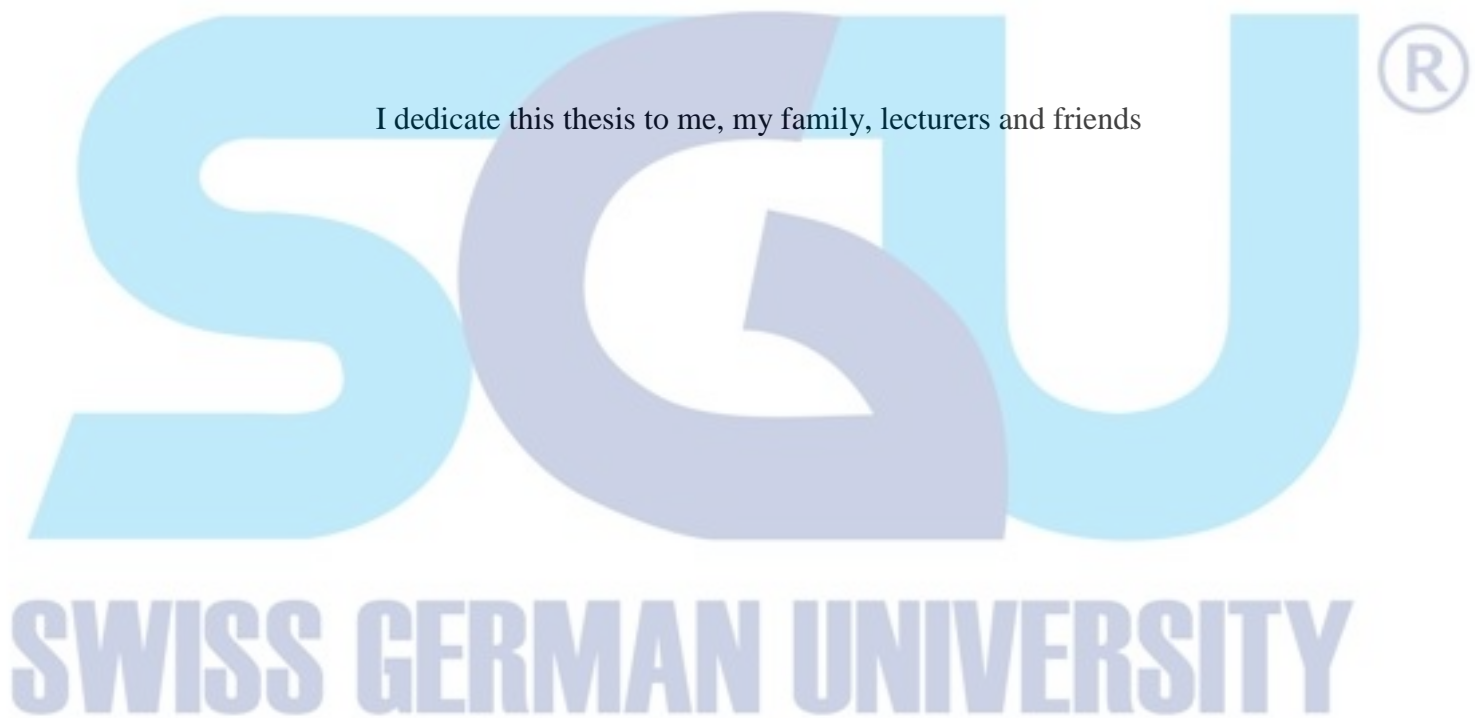 I dedicate this thesis to me, my family, lecturers and friends
SGU ®
SWISS GERMAN UNIVERSITY